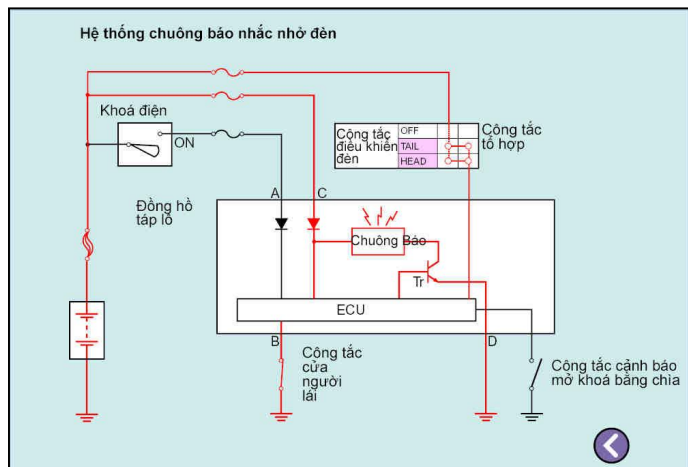 Hệ thống chuông báo nhắc nhở đèn
Khoá điện
ON
Công tắc
điều khiển
đèn
OFF
TAIL
HEAD
Công tắc
tổ hợp
A
C
Đồng hồ
táp lô
Chuông Báo
Tr
ECU
B
D
Công tắc
cửa
người
lái
Công tắc cảnh báo
mở khoá bằng chìa